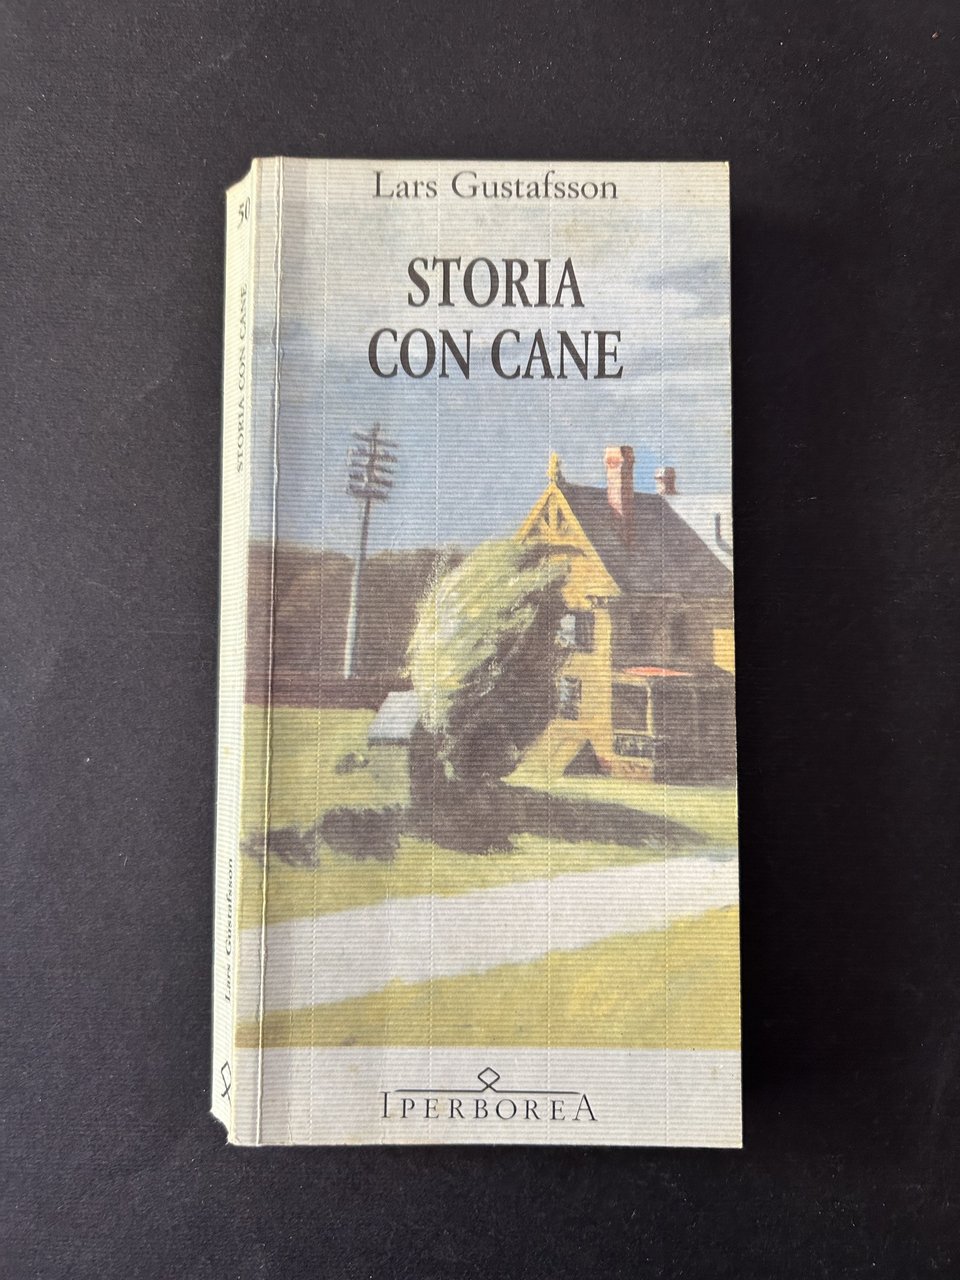 Lars Gustafsson
STORIA
CON CANE
IPERBOREA
50
STORIA CON CANE
Lars Gustafsson